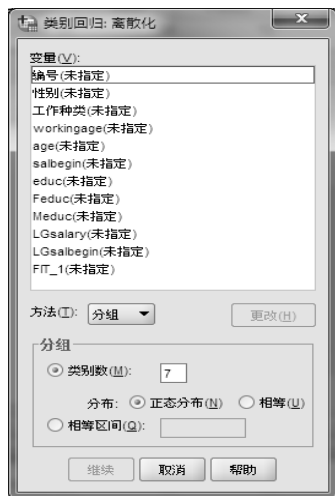 类别回归: 离散化
变量(V):
编号(未指定)
性别(未指定)
工作种类(未指定)
workingage(未指定)
age(未指定)
salbegin(未指定)
educ(未指定)
Feduc(未指定)
Meduc(未指定)
LGsalary(未指定)
LGsalbegin(未指定)
FIT_1(未指定)
方法(T): 分组 更改(H)
分组
类别数(M): 7
分布: 正态分布(N) 相等(U)
相等区间(Q):
继续 取消 帮助